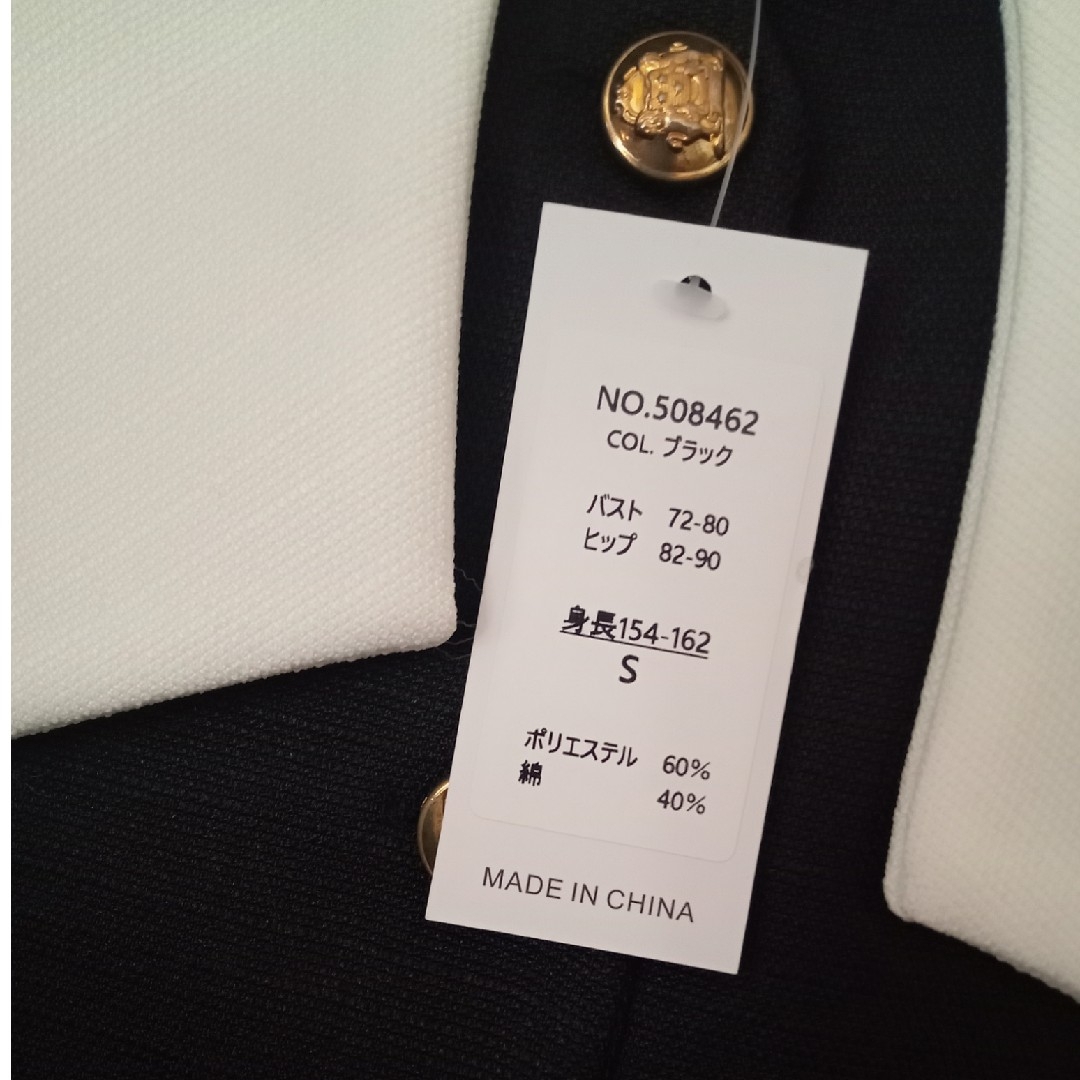 NO.508462
COL. ブラック
バスト 72-80
ヒップ 82-90
身長154-162
S
ポリエステル 60%
綿 40%
MADE IN CHINA